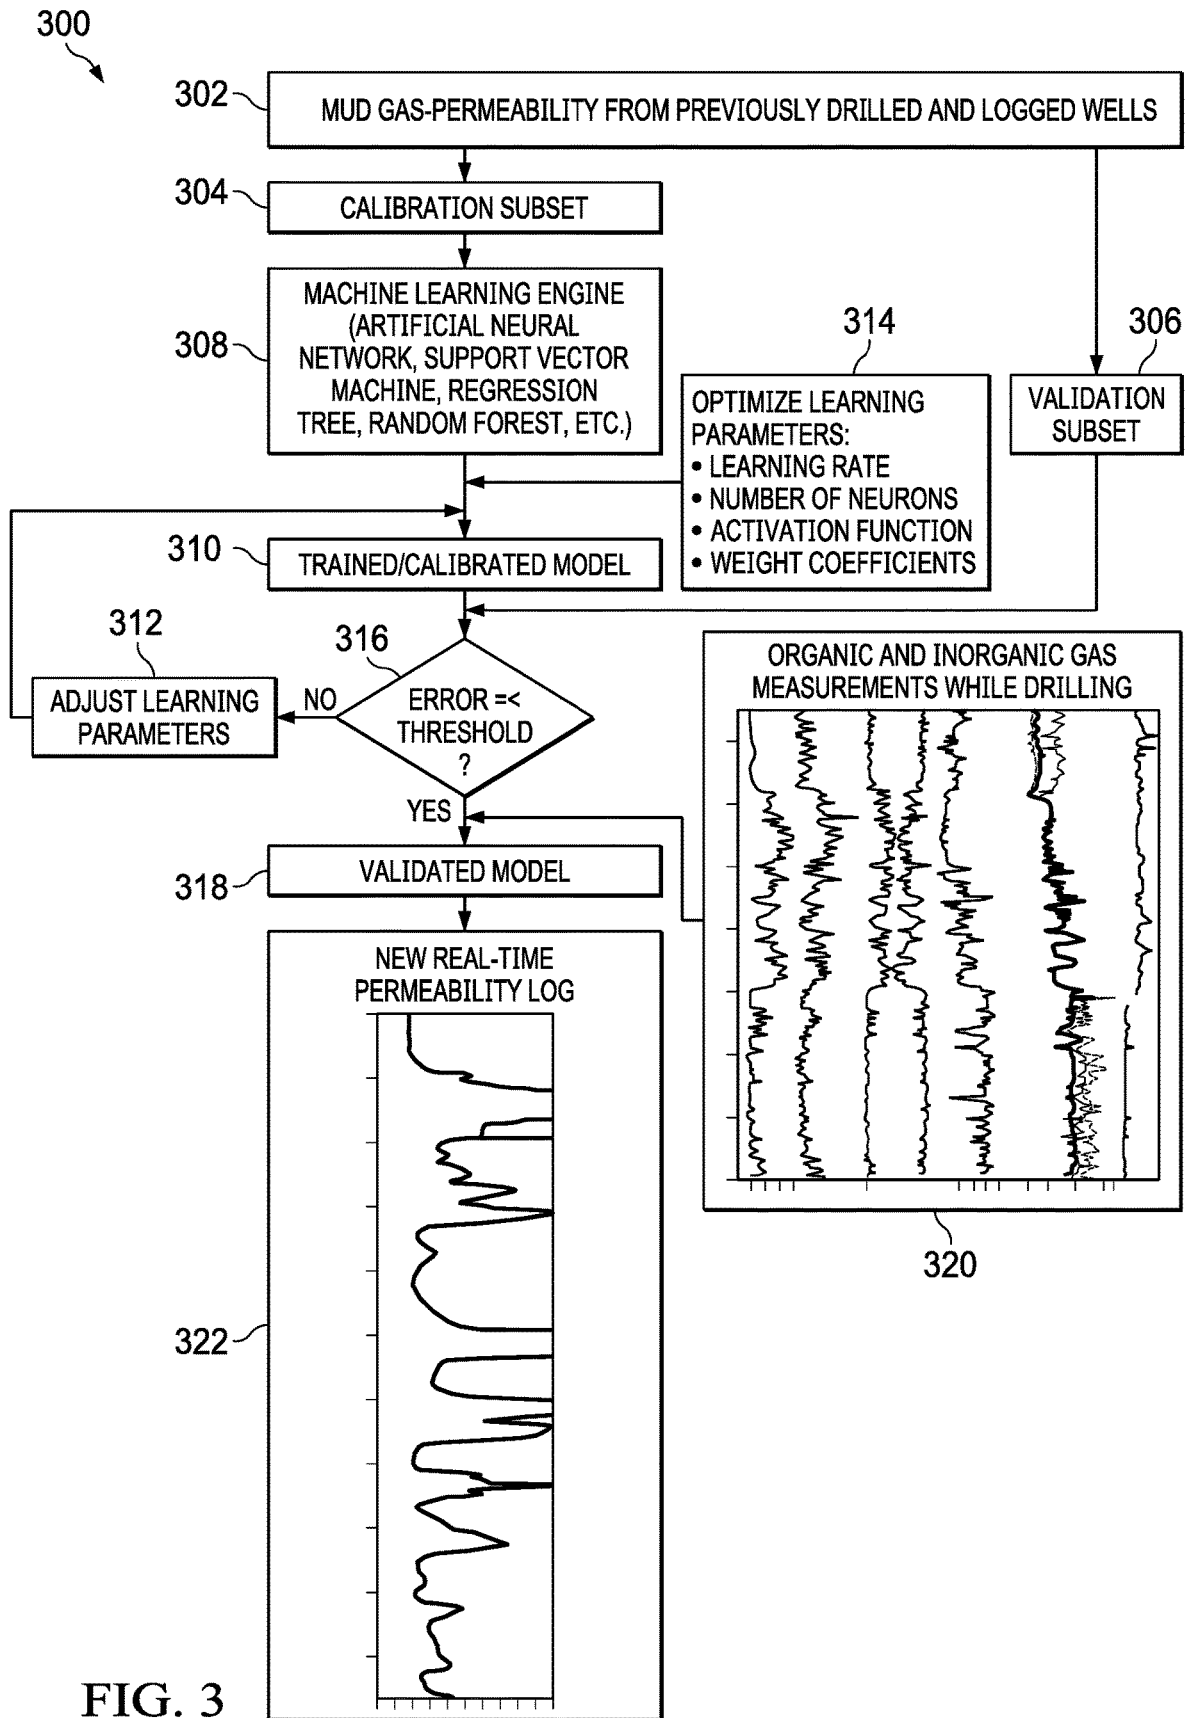 300
302
MUD GAS-PERMEABILITY FROM PREVIOUSLY DRILLED AND LOGGED WELLS
304
CALIBRATION SUBSET
308
MACHINE LEARNING ENGINE
(ARTIFICIAL NEURAL
NETWORK, SUPPORT VECTOR
MACHINE, REGRESSION
TREE, RANDOM FOREST, ETC.)
314
OPTIMIZE LEARNING
PARAMETERS:
• LEARNING RATE
• NUMBER OF NEURONS
• ACTIVATION FUNCTION
• WEIGHT COEFFICIENTS
306
VALIDATION
SUBSET
310
TRAINED/CALIBRATED MODEL
312
ADJUST LEARNING
PARAMETERS
NO
316
ERROR =<
THRESHOLD
?
YES
318
VALIDATED MODEL
ORGANIC AND INORGANIC GAS
MEASUREMENTS WHILE DRILLING
320
322
NEW REAL-TIME
PERMEABILITY LOG
FIG. 3